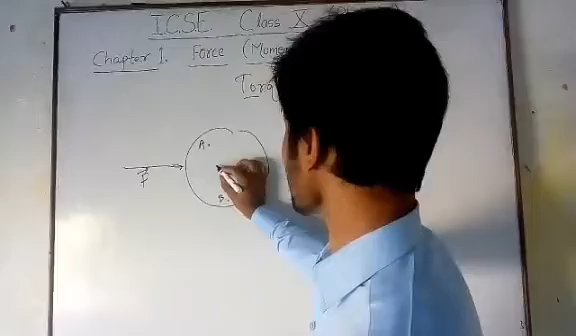 I.C.S.E Class X
Chapter 1. Force (Mome
Torq
A.
F
B